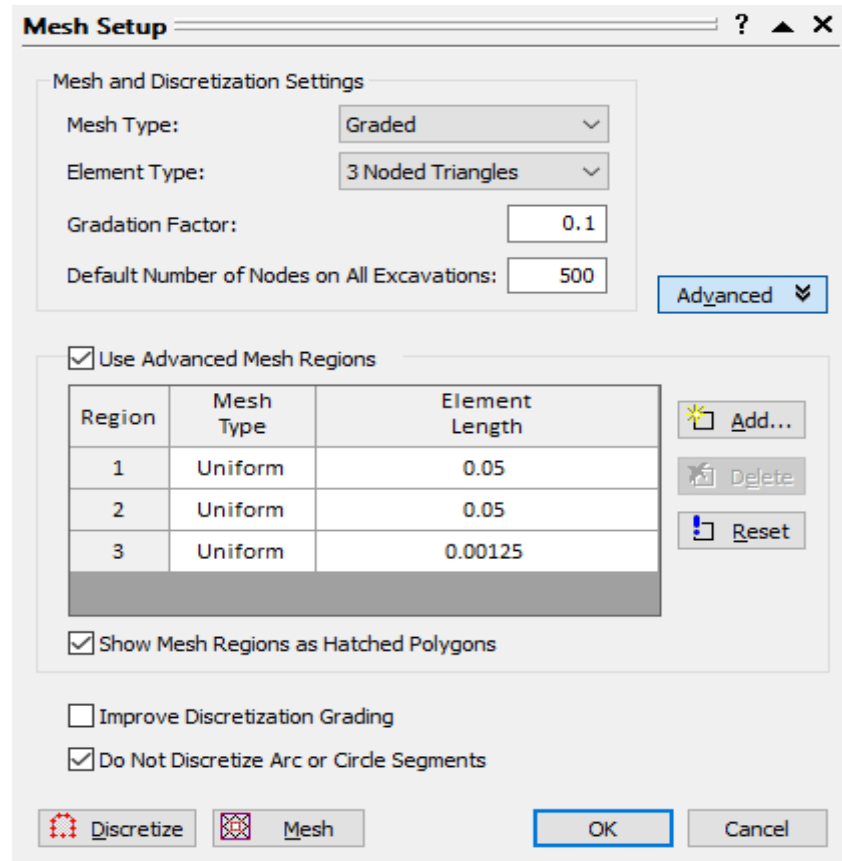 Mesh Setup ? 
Mesh and Discretization Settings
Mesh Type: Graded
Element Type: 3 Noded Triangles
Gradation Factor: 0.1
Default Number of Nodes on All Excavations: 500
Advanced
Use Advanced Mesh Regions
Region Mesh Type Element Length
1 Uniform 0.05
2 Uniform 0.05
3 Uniform 0.00125
Add...
Delete
Reset
Show Mesh Regions as Hatched Polygons
Improve Discretization Grading
Do Not Discretize Arc or Circle Segments
Discretize Mesh OK Cancel